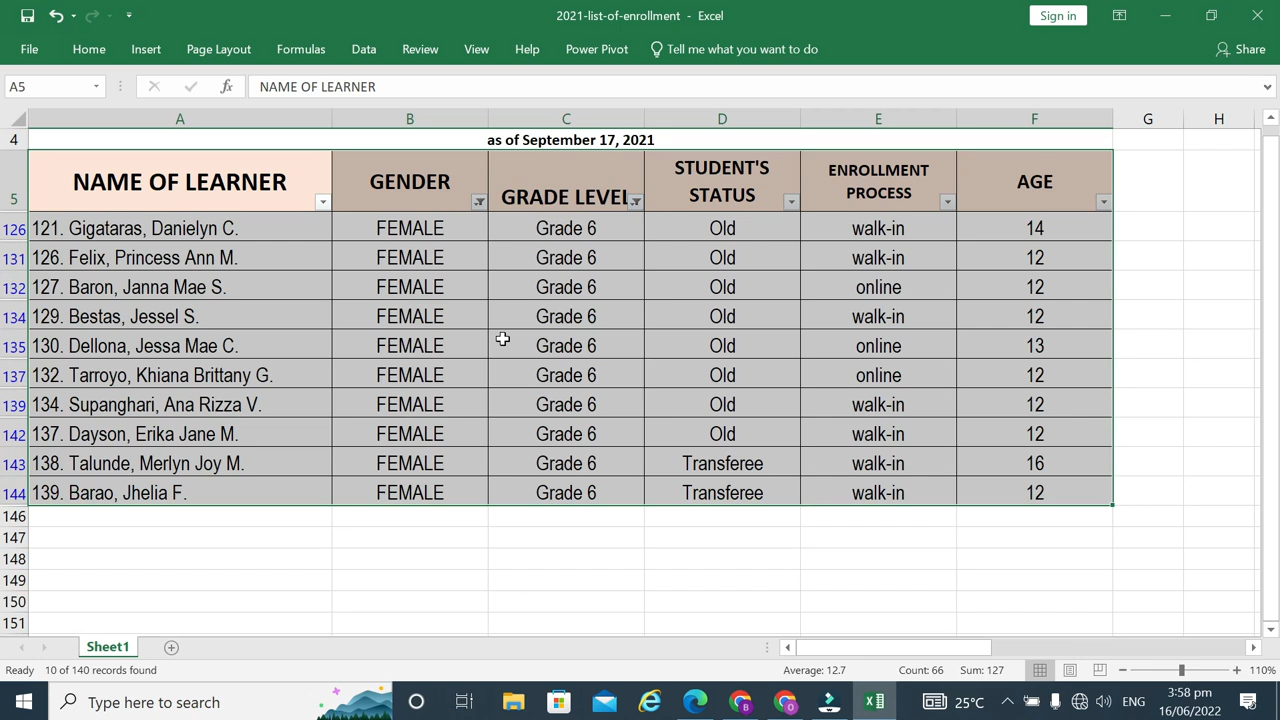 2021-list-of-enrollment - Excel
Sign in
File Home Insert Page Layout Formulas Data Review View Help Power Pivot Tell me what you want to do Share
A5 fx NAME OF LEARNER
A B C D E F G H
4 as of September 17, 2021
5 NAME OF LEARNER GENDER GRADE LEVEL STUDENT'S STATUS ENROLLMENT PROCESS AGE
126 121. Gigataras, Danielyn C. FEMALE Grade 6 Old walk-in 14
131 126. Felix, Princess Ann M. FEMALE Grade 6 Old walk-in 12
132 127. Baron, Janna Mae S. FEMALE Grade 6 Old online 12
134 129. Bestas, Jessel S. FEMALE Grade 6 Old walk-in 12
135 130. Dellona, Jessa Mae C. FEMALE Grade 6 Old online 13
137 132. Tarroyo, Khiana Brittany G. FEMALE Grade 6 Old online 12
139 134. Supanghari, Ana Rizza V. FEMALE Grade 6 Old walk-in 12
142 137. Dayson, Erika Jane M. FEMALE Grade 6 Old walk-in 12
143 138. Talunde, Merlyn Joy M. FEMALE Grade 6 Transferee walk-in 16
144 139. Barao, Jhelia F. FEMALE Grade 6 Transferee walk-in 12
146
147
148
149
150
151
Sheet1
Ready 10 of 140 records found Average: 12.7 Count: 66 Sum: 127 110%
Type here to search 25°C ENG 3:58 pm
16/06/2022